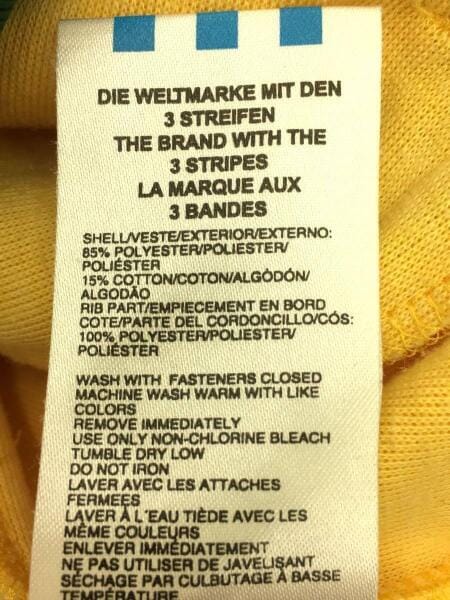 DIE WELTMARKE MIT DEN
3 STREIFEN
THE BRAND WITH THE
3 STRIPES
LA MARQUE AUX
3 BANDES
SHELL/VESTE/EXTERIOR/EXTERNO:
85% POLYESTER/POLIESTER/
POLIÉSTER
15% COTTON/COTON/ALGODÓN/
ALGODÃO
RIB PART/EMPIECEMENT EN BORD
COTE/PARTE DEL CORDONCILLO/CÓS:
100% POLYESTER/POLIESTER/
POLIÉSTER
WASH WITH FASTENERS CLOSED
MACHINE WASH WARM WITH LIKE
COLORS
REMOVE IMMEDIATELY
USE ONLY NON-CHLORINE BLEACH
TUMBLE DRY LOW
DO NOT IRON
LAVER AVEC LES ATTACHES
FERMEES
LAVER À L´EAU TIÈDE AVEC LES
MÊME COULEURS
ENLEVER IMMÉDIATEMENT
NE PAS UTILISER DE JAVELISANT
SÉCHAGE PAR CULBUTAGE À BASSE
TEMPÉRATURE